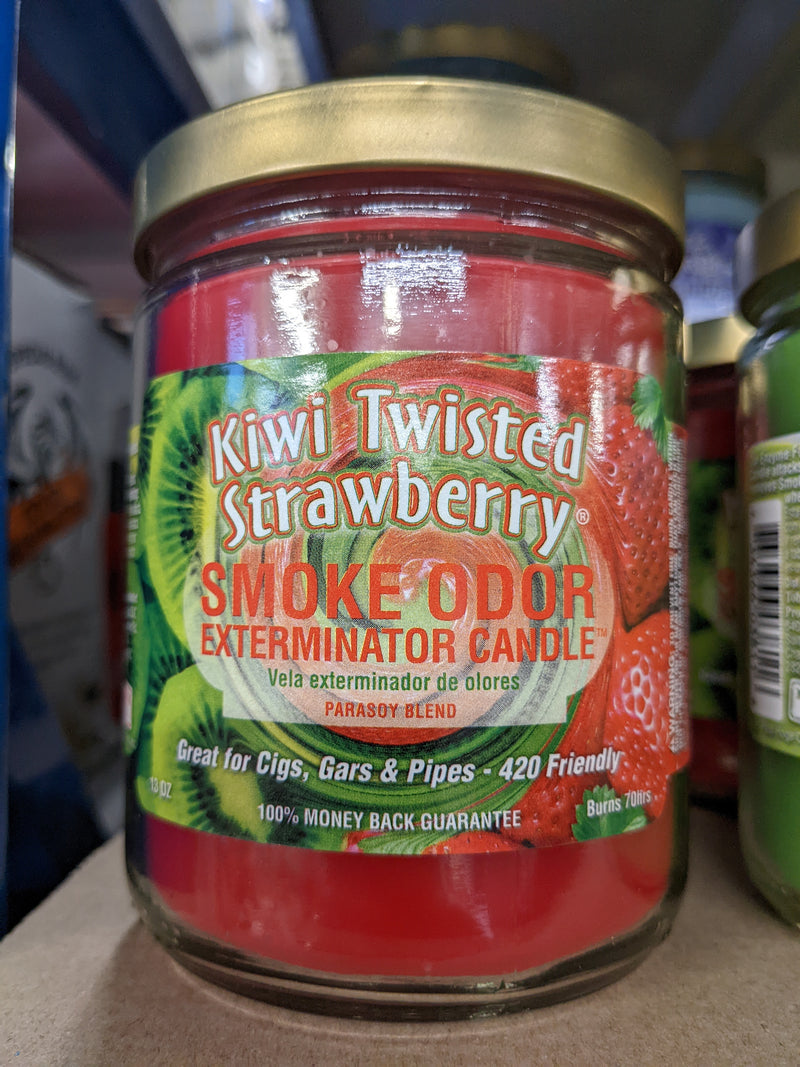 Kiwi Twisted
Strawberry®
SMOKE ODOR
EXTERMINATOR CANDLE™
Vela exterminador de olores
PARASOY BLEND
Great for Cigs, Gars & Pipes - 420 Friendly
13 OZ
Burns 70Hrs.
100% MONEY BACK GUARANTEE